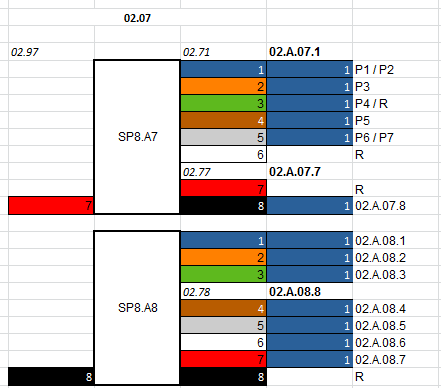 02.07
02.97 02.71 02.A.07.1
1 1 P1 / P2
2 1 P3
3 1 P4 / R
SP8.A7 4 1 P5
5 1 P6 / P7
6 R
02.77 02.A.07.7
7 R
7 8 1 02.A.07.8
1 1 02.A.08.1
2 1 02.A.08.2
3 1 02.A.08.3
02.78 02.A.08.8
SP8.A8 4 1 02.A.08.4
5 1 02.A.08.5
6 1 02.A.08.6
7 1 02.A.08.7
8 8 R